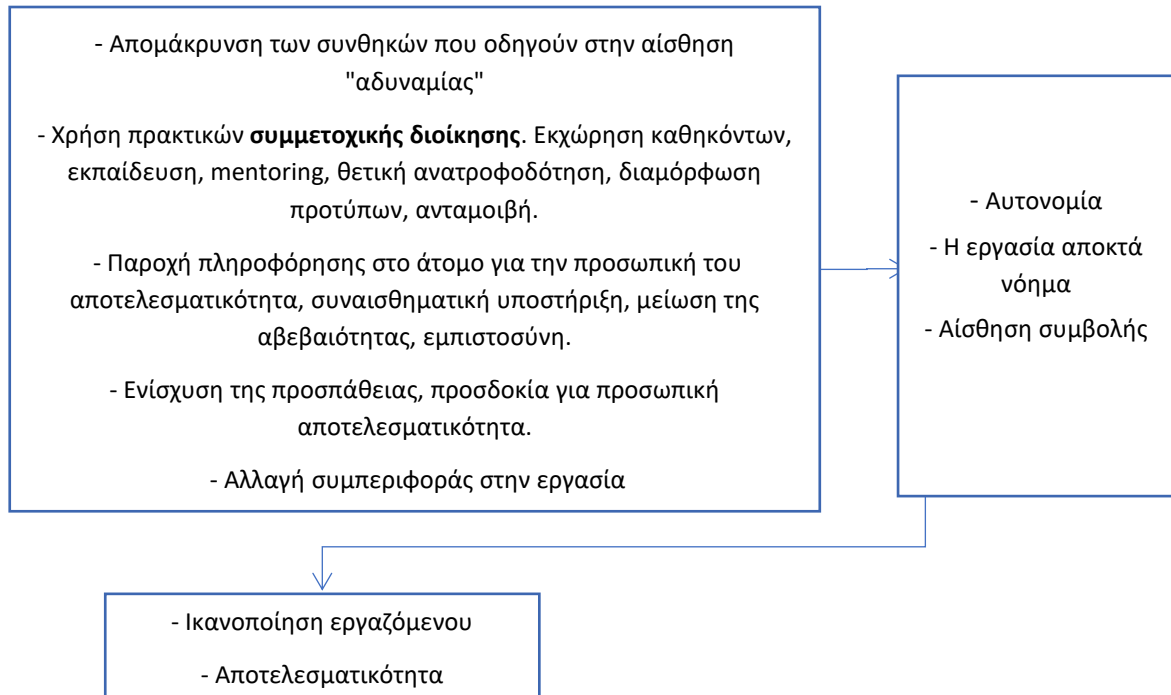 - Απομάκρυνση των συνθηκών που οδηγούν στην αίσθηση
"αδυναμίας"
- Χρήση πρακτικών συμμετοχικής διοίκησης. Εκχώρηση καθηκόντων,
εκπαίδευση, mentoring, θετική ανατροφοδότηση, διαμόρφωση
προτύπων, ανταμοιβή.
- Παροχή πληροφόρησης στο άτομο για την προσωπική του
αποτελεσματικότητα, συναισθηματική υποστήριξη, μείωση της
αβεβαιότητας, εμπιστοσύνη.
- Ενίσχυση της προσπάθειας, προσδοκία για προσωπική
αποτελεσματικότητα.
- Αλλαγή συμπεριφοράς στην εργασία
- Αυτονομία
- Η εργασία αποκτά
νόημα
- Αίσθηση συμβολής
- Ικανοποίηση εργαζόμενου
- Αποτελεσματικότητα